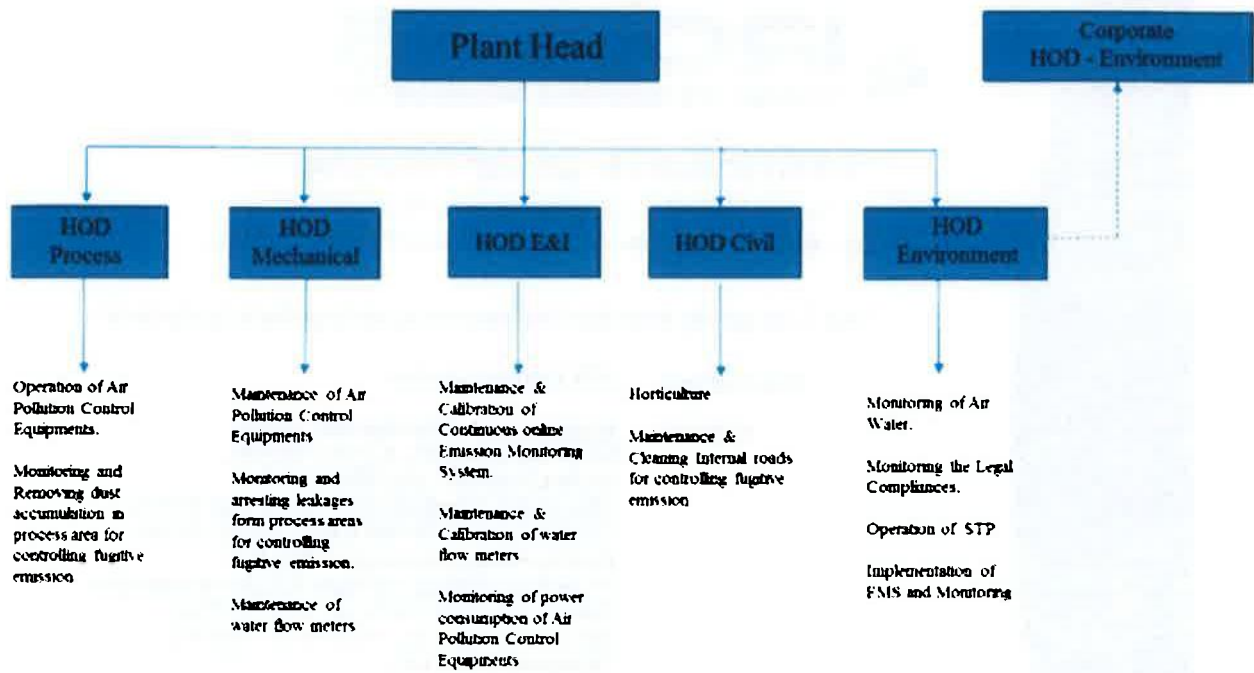 Plant Head
Corporate
HOD - Environment
HOD
Process
HOD
Mechanical
HOD E&I
HOD Civil
HOD
Environment
Operation of Air
Pollution Control
Equipments.
Monitoring and
Removing dust
accumulation in
process area for
controlling fugitive
emission
Maintenance of Air
Pollution Control
Equipments
Monitoring and
arresting leakages
form process areas
for controlling
fugitive emission.
Maintenance of
water flow meters
Maintenance &
Calibration of
Continuous online
Emission Monitoring
System.
Maintenance &
Calibration of water
flow meters
Monitoring of power
consumption of Air
Pollution Control
Equipments
Horticulture
Maintenance &
Cleaning Internal roads
for controlling fugitive
emission
Monitoring of Air
Water.
Monitoring the Legal
Compliances.
Operation of STP
Implementation of
EMS and Monitoring